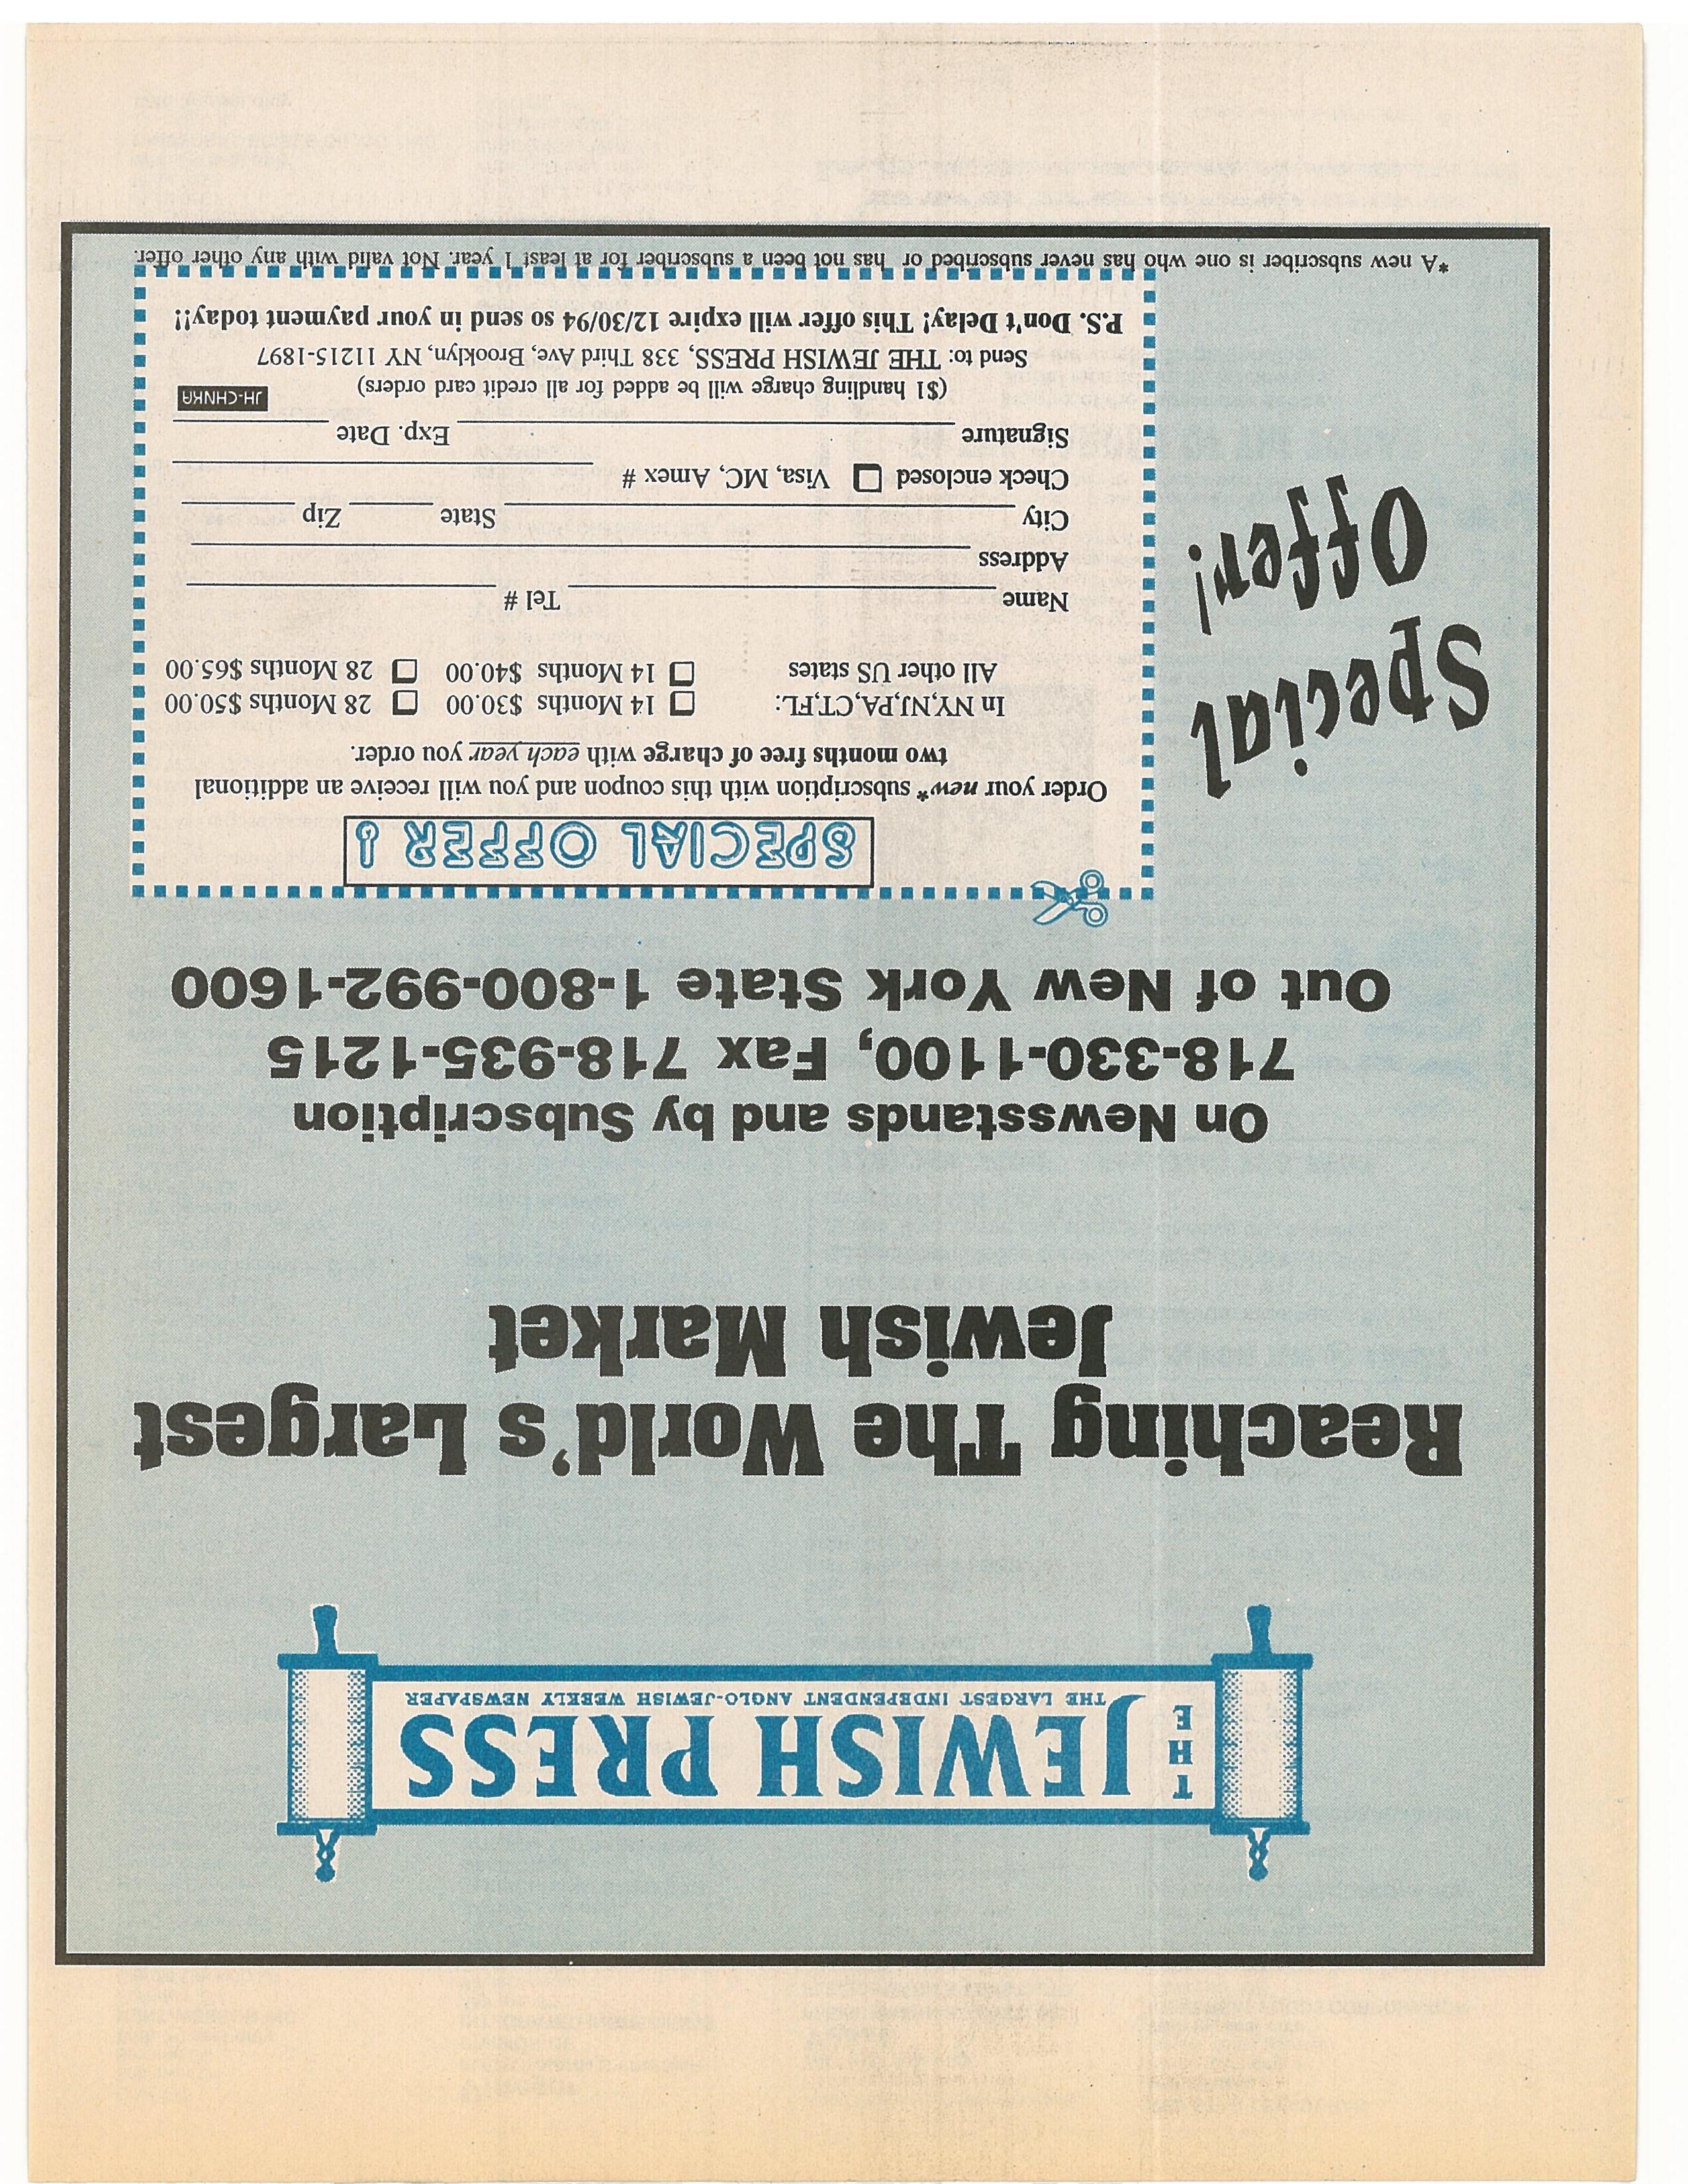 THE
JEWISH PRESS
THE LARGEST INDEPENDENT ANGLO-JEWISH WEEKLY NEWSPAPER
Reaching The World's Largest
Jewish Market
On Newsstands and by Subscription
718-330-1100, Fax 718-935-1215
Out of New York State 1-800-992-1600
Special
Offer!
SPECIAL OFFER !
Order your new* subscription with this coupon and you will receive an additional
two months free of charge with each year you order.
In NY,NJ,PA,CT,FL: 14 Months $30.00 28 Months $50.00
All other US states 14 Months $40.00 28 Months $65.00
Name Tel #
Address
City State Zip
Check enclosed Visa, MC, Amex #
Signature Exp. Date
($1 handling charge will be added for all credit card orders)
JH-CHNKA
Send to: THE JEWISH PRESS, 338 Third Ave, Brooklyn, NY 11215-1897
P.S. Don't Delay! This offer will expire 12/30/94 so send in your payment today!!
*A new subscriber is one who has never subscribed or has not been a subscriber for at least 1 year. Not valid with any other offer.